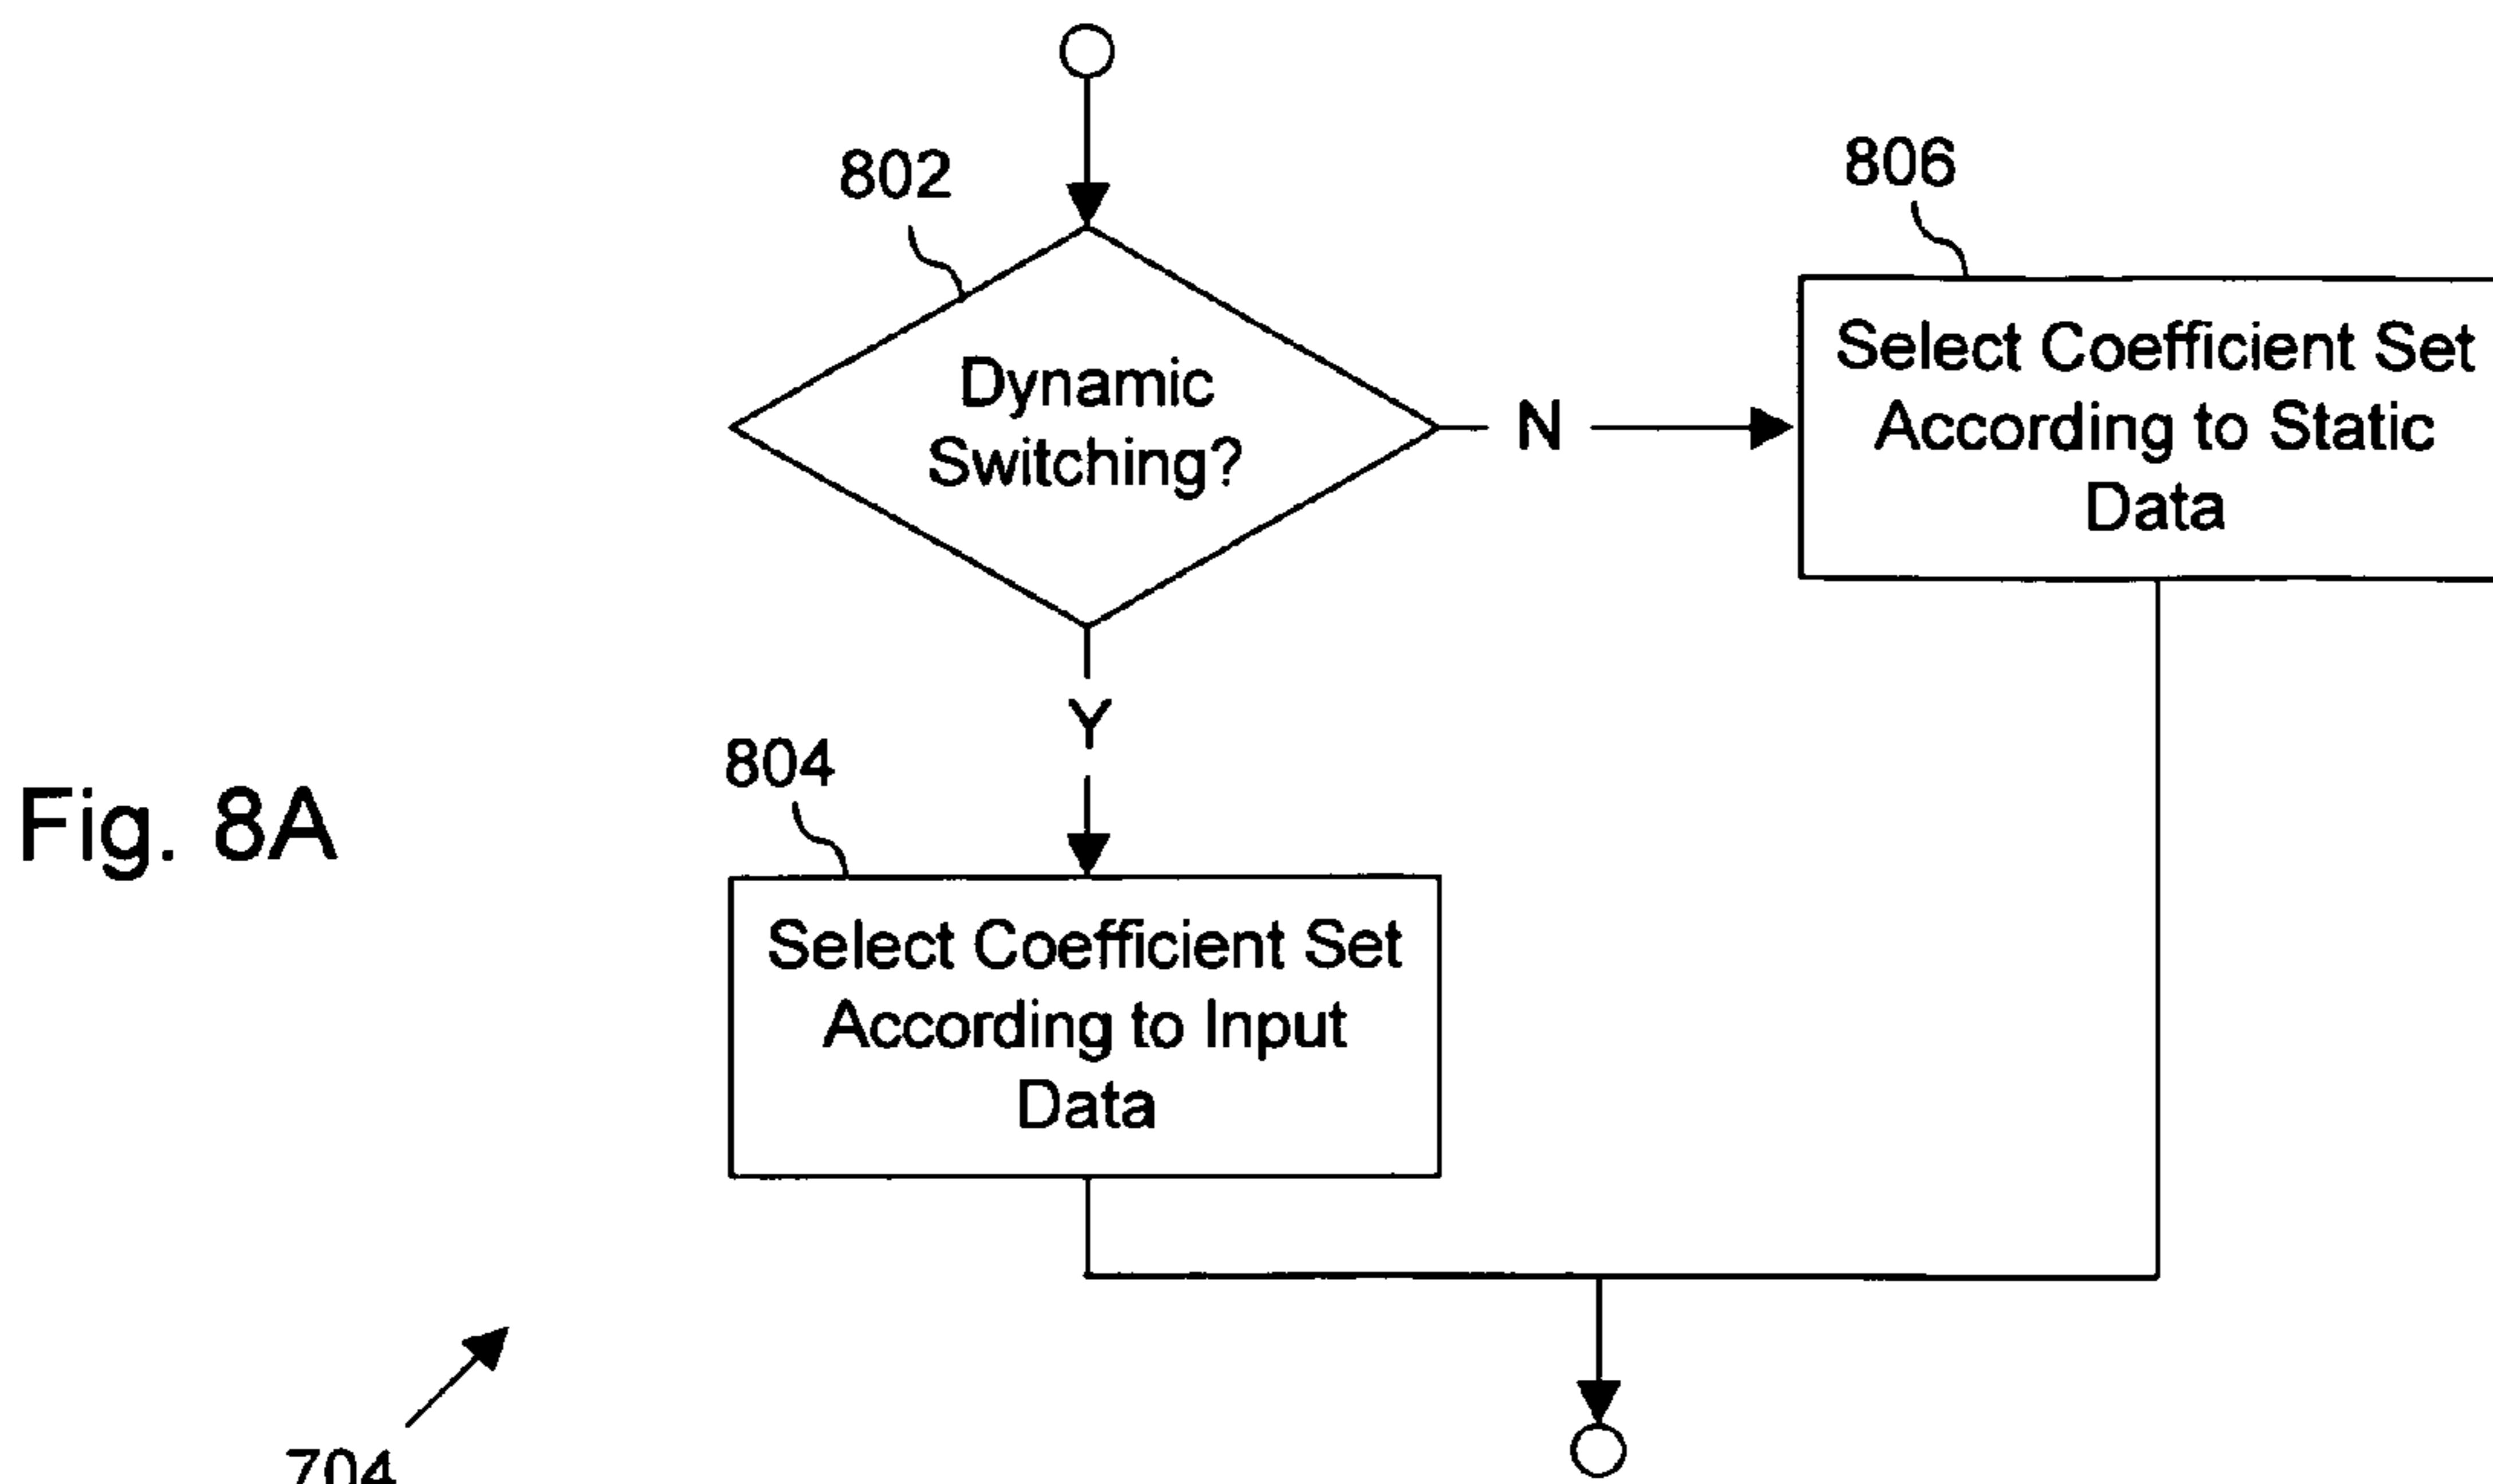 802
806
Dynamic
Switching?
N
Select Coefficient Set
According to Static
Data
Y
804
Fig. 8A
Select Coefficient Set
According to Input
Data
704